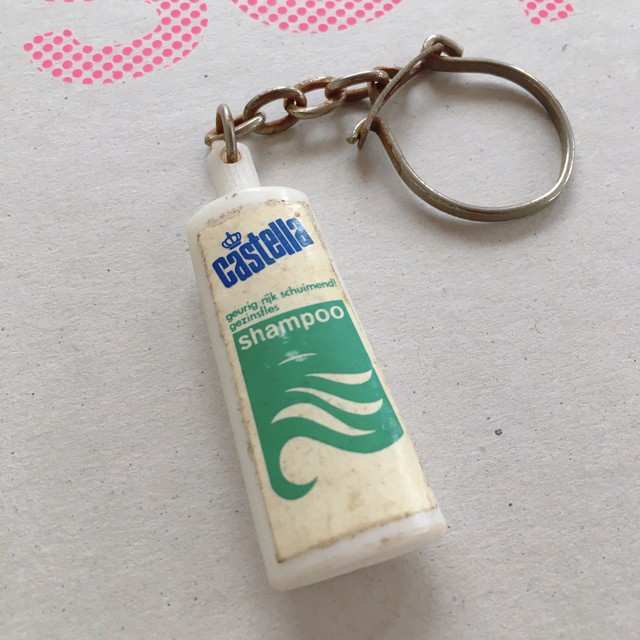 castella
geurig rijk schuimend!
gezinsfles
shampoo